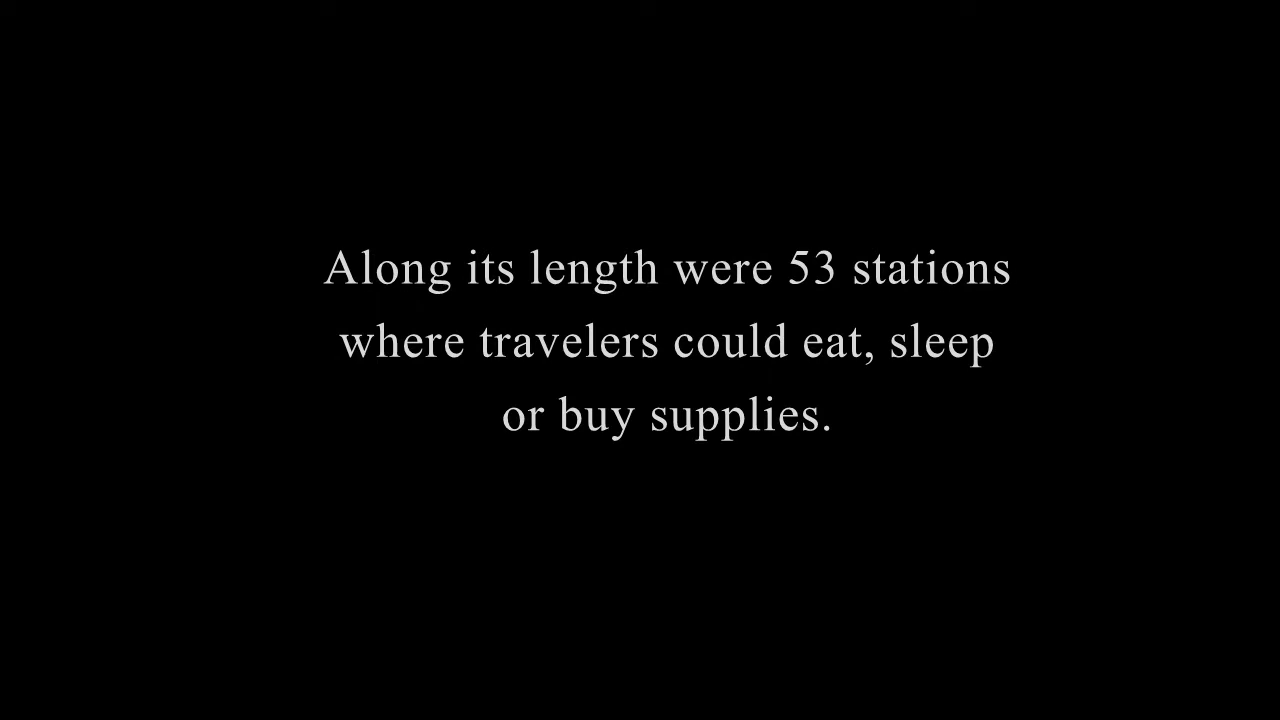 Along its length were 53 stations
where travelers could eat, sleep
or buy supplies.